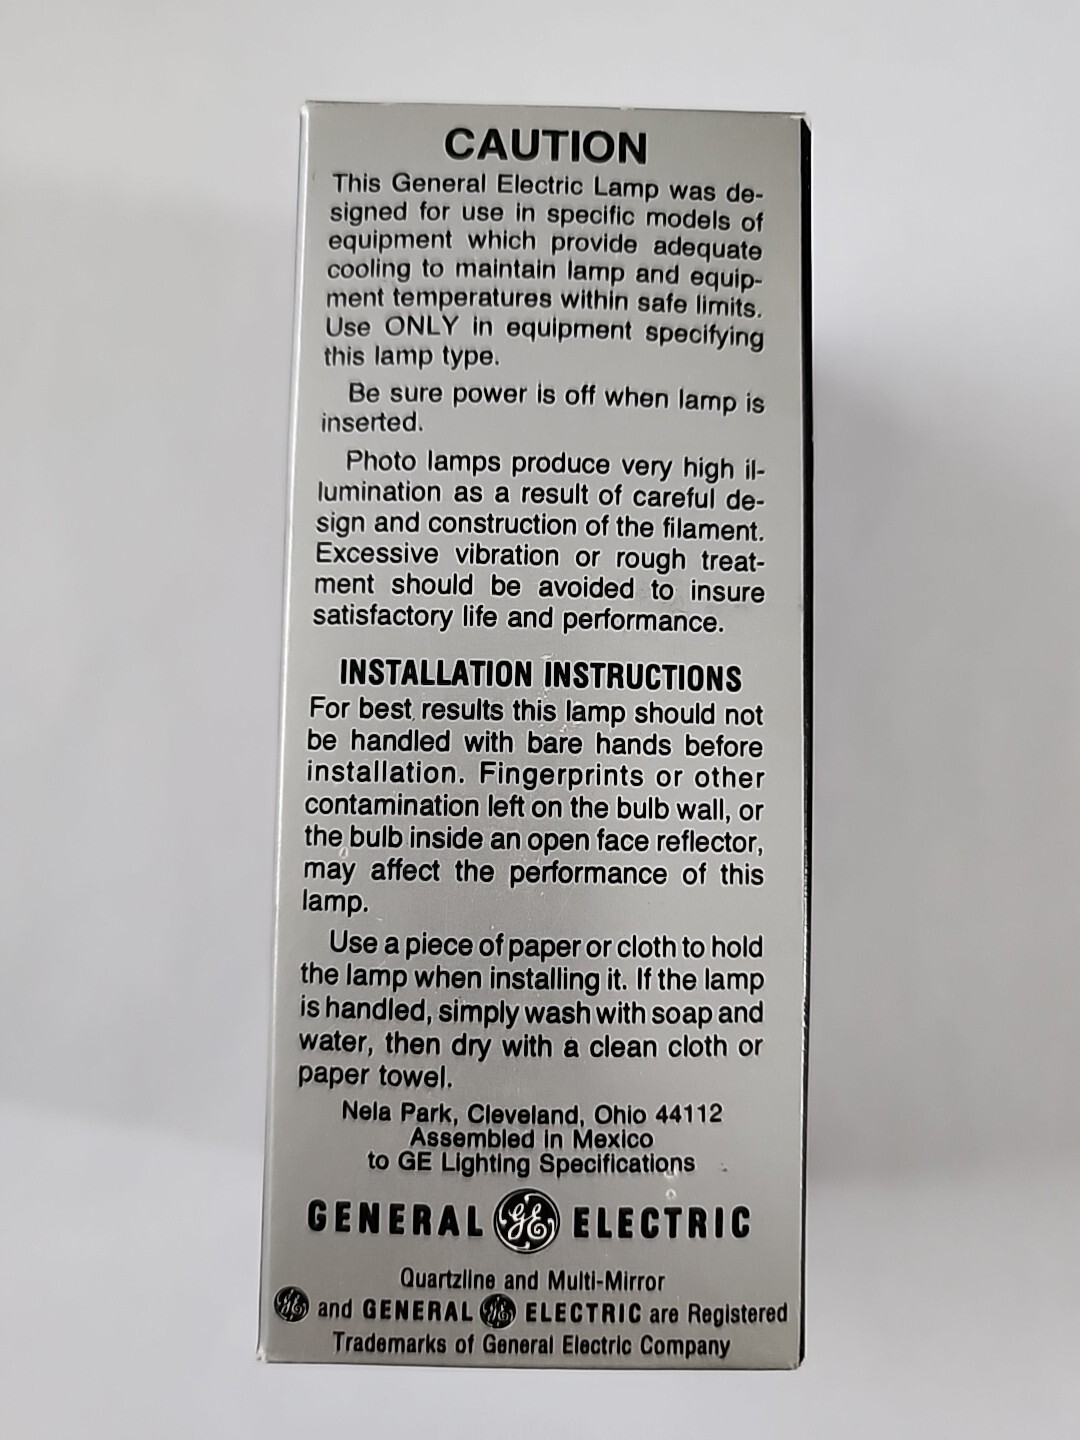 CAUTION
This General Electric Lamp was de-
signed for use in specific models of
equipment which provide adequate
cooling to maintain lamp and equip-
ment temperatures within safe limits.
Use ONLY in equipment specifying
this lamp type.
Be sure power is off when lamp is
inserted.
Photo lamps produce very high il-
lumination as a result of careful de-
sign and construction of the filament.
Excessive vibration or rough treat-
ment should be avoided to insure
satisfactory life and performance.
INSTALLATION INSTRUCTIONS
For best results this lamp should not
be handled with bare hands before
installation. Fingerprints or other
contamination left on the bulb wall, or
the bulb inside an open face reflector,
may affect the performance of this
lamp.
Use a piece of paper or cloth to hold
the lamp when installing it. If the lamp
is handled, simply wash with soap and
water, then dry with a clean cloth or
paper towel.
Nela Park, Cleveland, Ohio 44112
Assembled in Mexico
to GE Lighting Specifications
GENERAL GE ELECTRIC
Quartzline and Multi-Mirror
GE and GENERAL GE ELECTRIC are Registered
Trademarks of General Electric Company